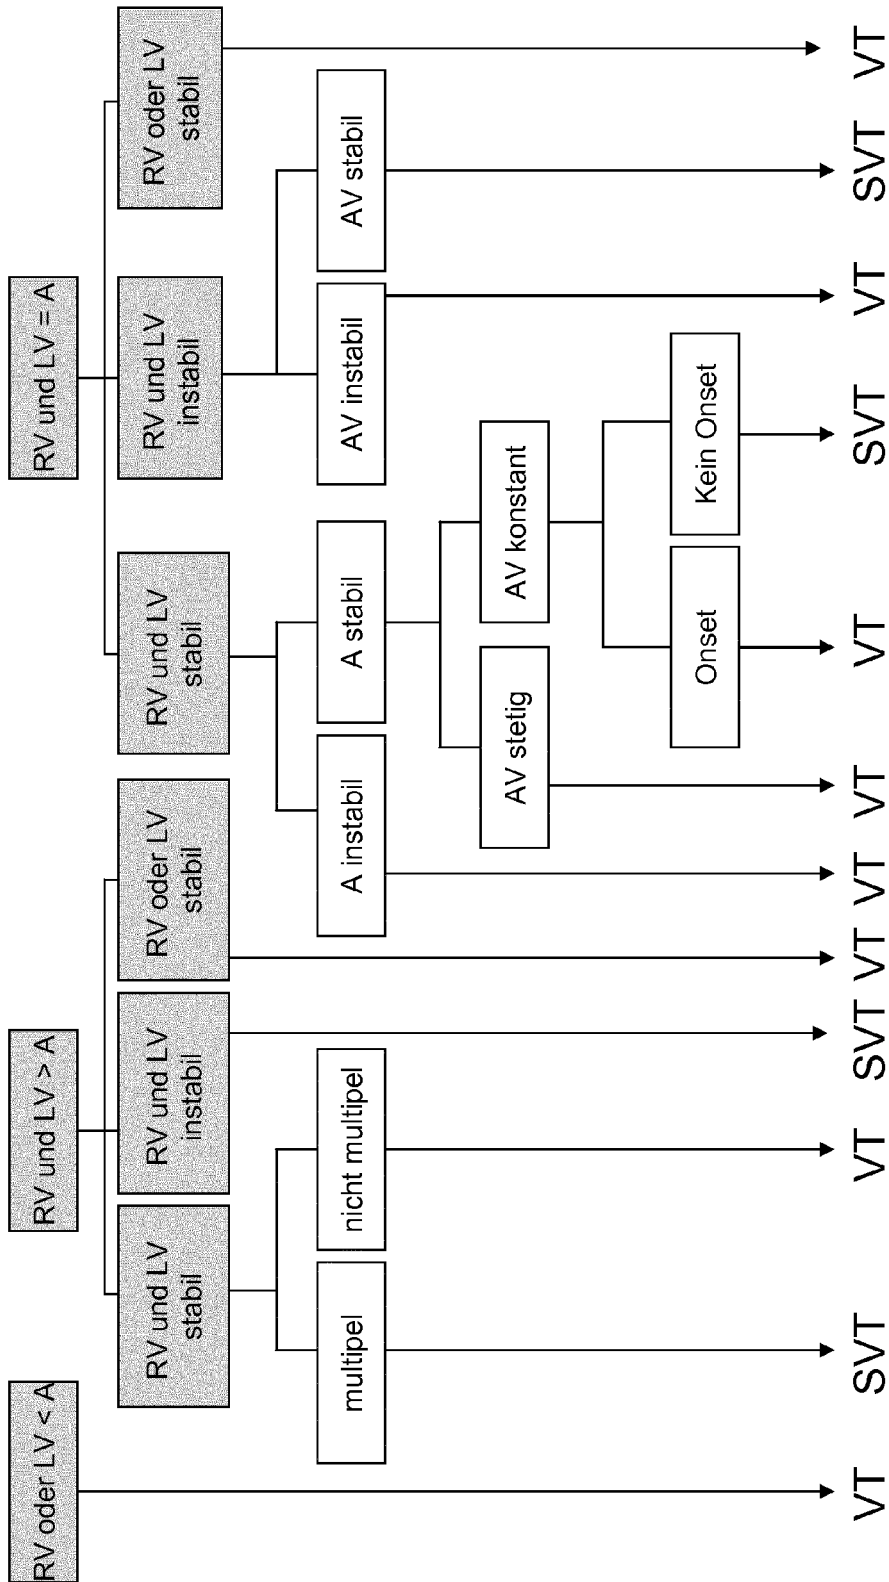 RV oder LV < A
RV und LV > A
RV und LV = A
RV und LV
stabil
RV und LV
instabil
RV oder LV
stabil
RV und LV
stabil
RV und LV
instabil
RV oder LV
stabil
multipel
nicht multipel
A instabil
A stabil
AV instabil
AV stabil
AV stetig
AV konstant
Onset
Kein Onset
VT
SVT
VT
SVT
VT
VT
VT
VT
SVT
VT
SVT
VT